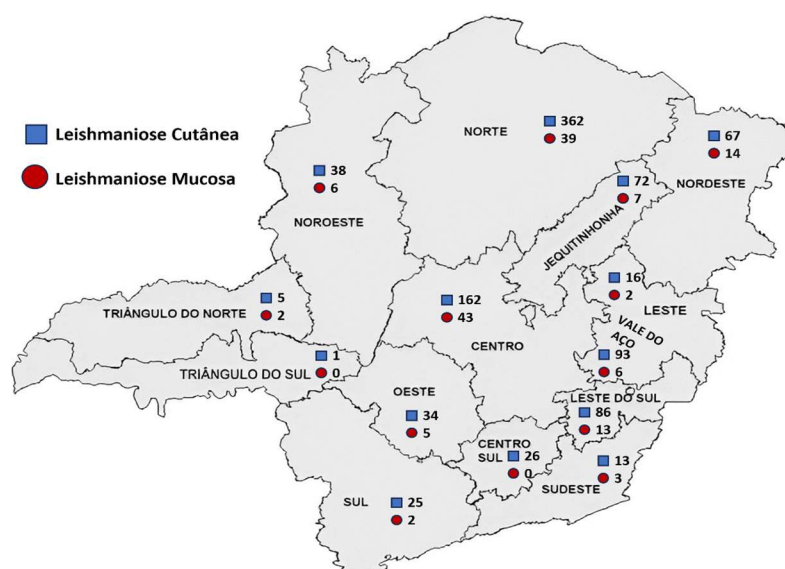 Leishmaniose Cutânea
Leishmaniose Mucosa
NORTE
362
39
67
14
NORDESTE
38
6
NOROESTE
72
7
JEQUITINHONHA
5
2
TRIÂNGULO DO NORTE
162
43
CENTRO
16
2
LESTE
VALE DO
AÇO
93
6
1
0
TRIÂNGULO DO SUL
OESTE
34
5
LESTE DO SUL
86
13
CENTRO
SUL
26
0
13
3
SUDESTE
SUL
25
2